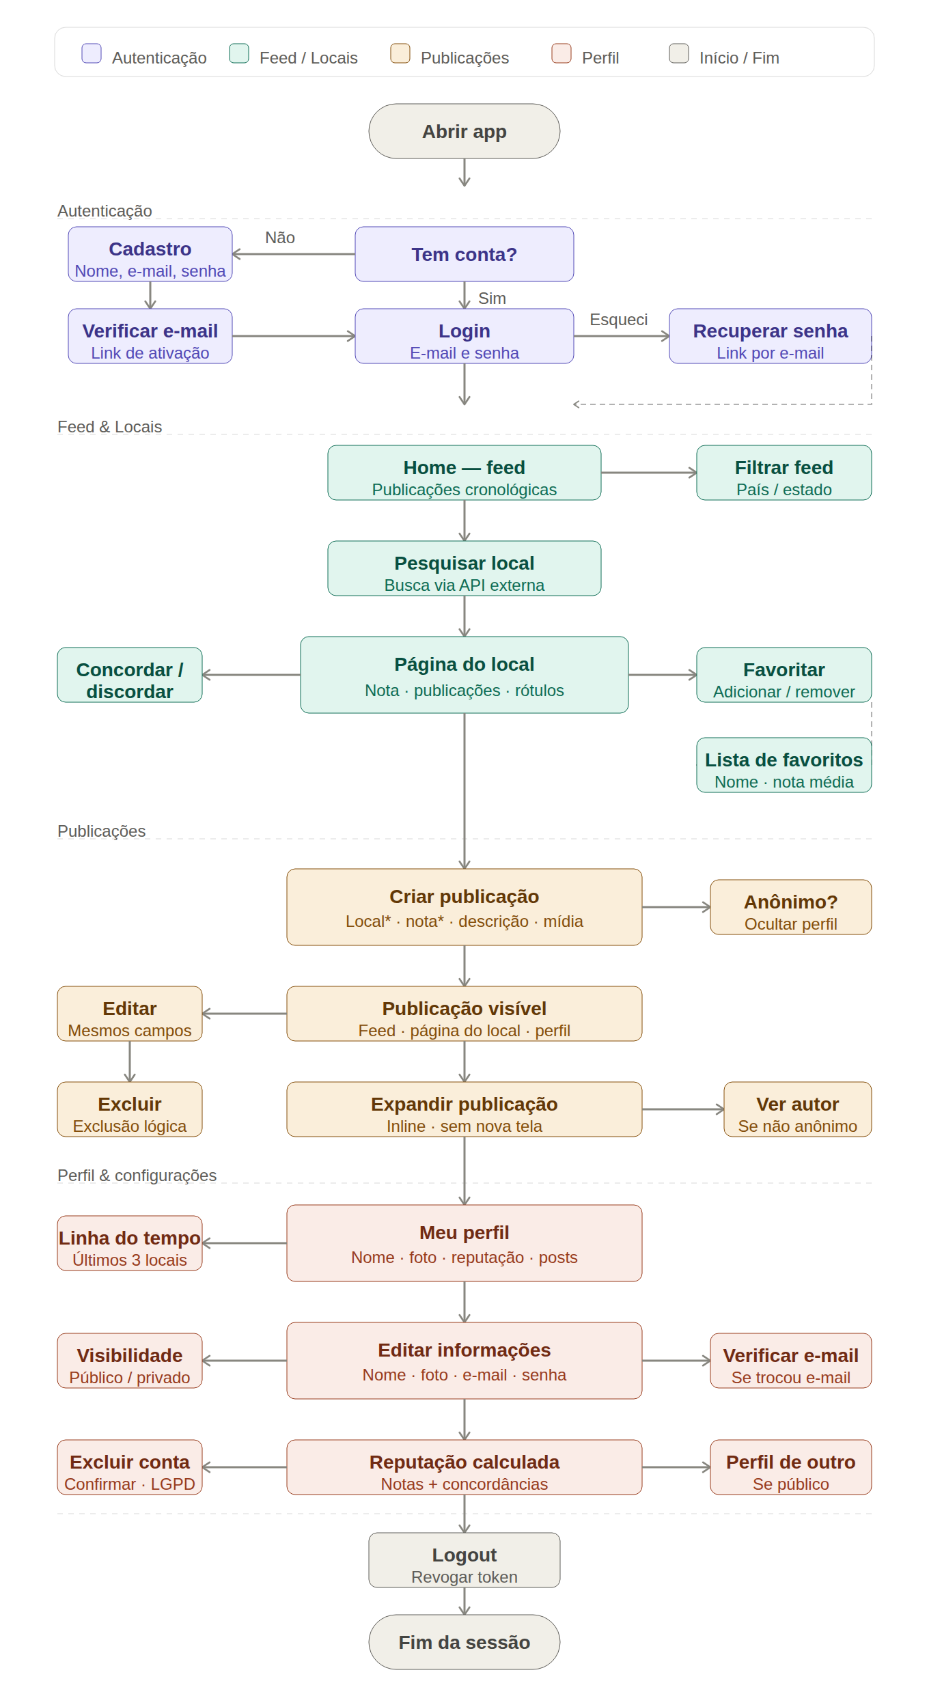 Autenticação
Feed / Locais
Publicações
Perfil
Início / Fim
Abrir app
Autenticação
Cadastro
Nome, e-mail, senha
Não
Tem conta?
Sim
Verificar e-mail
Link de ativação
Login
E-mail e senha
Esqueci
Recuperar senha
Link por e-mail
Feed & Locais
Home — feed
Publicações cronológicas
Filtrar feed
País / estado
Pesquisar local
Busca via API externa
Concordar /
discordar
Página do local
Nota · publicações · rótulos
Favoritar
Adicionar / remover
Lista de favoritos
Nome · nota média
Publicações
Criar publicação
Local* · nota* · descrição · mídia
Anônimo?
Ocultar perfil
Editar
Mesmos campos
Publicação visível
Feed · página do local · perfil
Excluir
Exclusão lógica
Expandir publicação
Inline · sem nova tela
Ver autor
Se não anônimo
Perfil & configurações
Linha do tempo
Últimos 3 locais
Meu perfil
Nome · foto · reputação · posts
Visibilidade
Público / privado
Editar informações
Nome · foto · e-mail · senha
Verificar e-mail
Se trocou e-mail
Excluir conta
Confirmar · LGPD
Reputação calculada
Notas + concordâncias
Perfil de outro
Se público
Logout
Revogar token
Fim da sessão